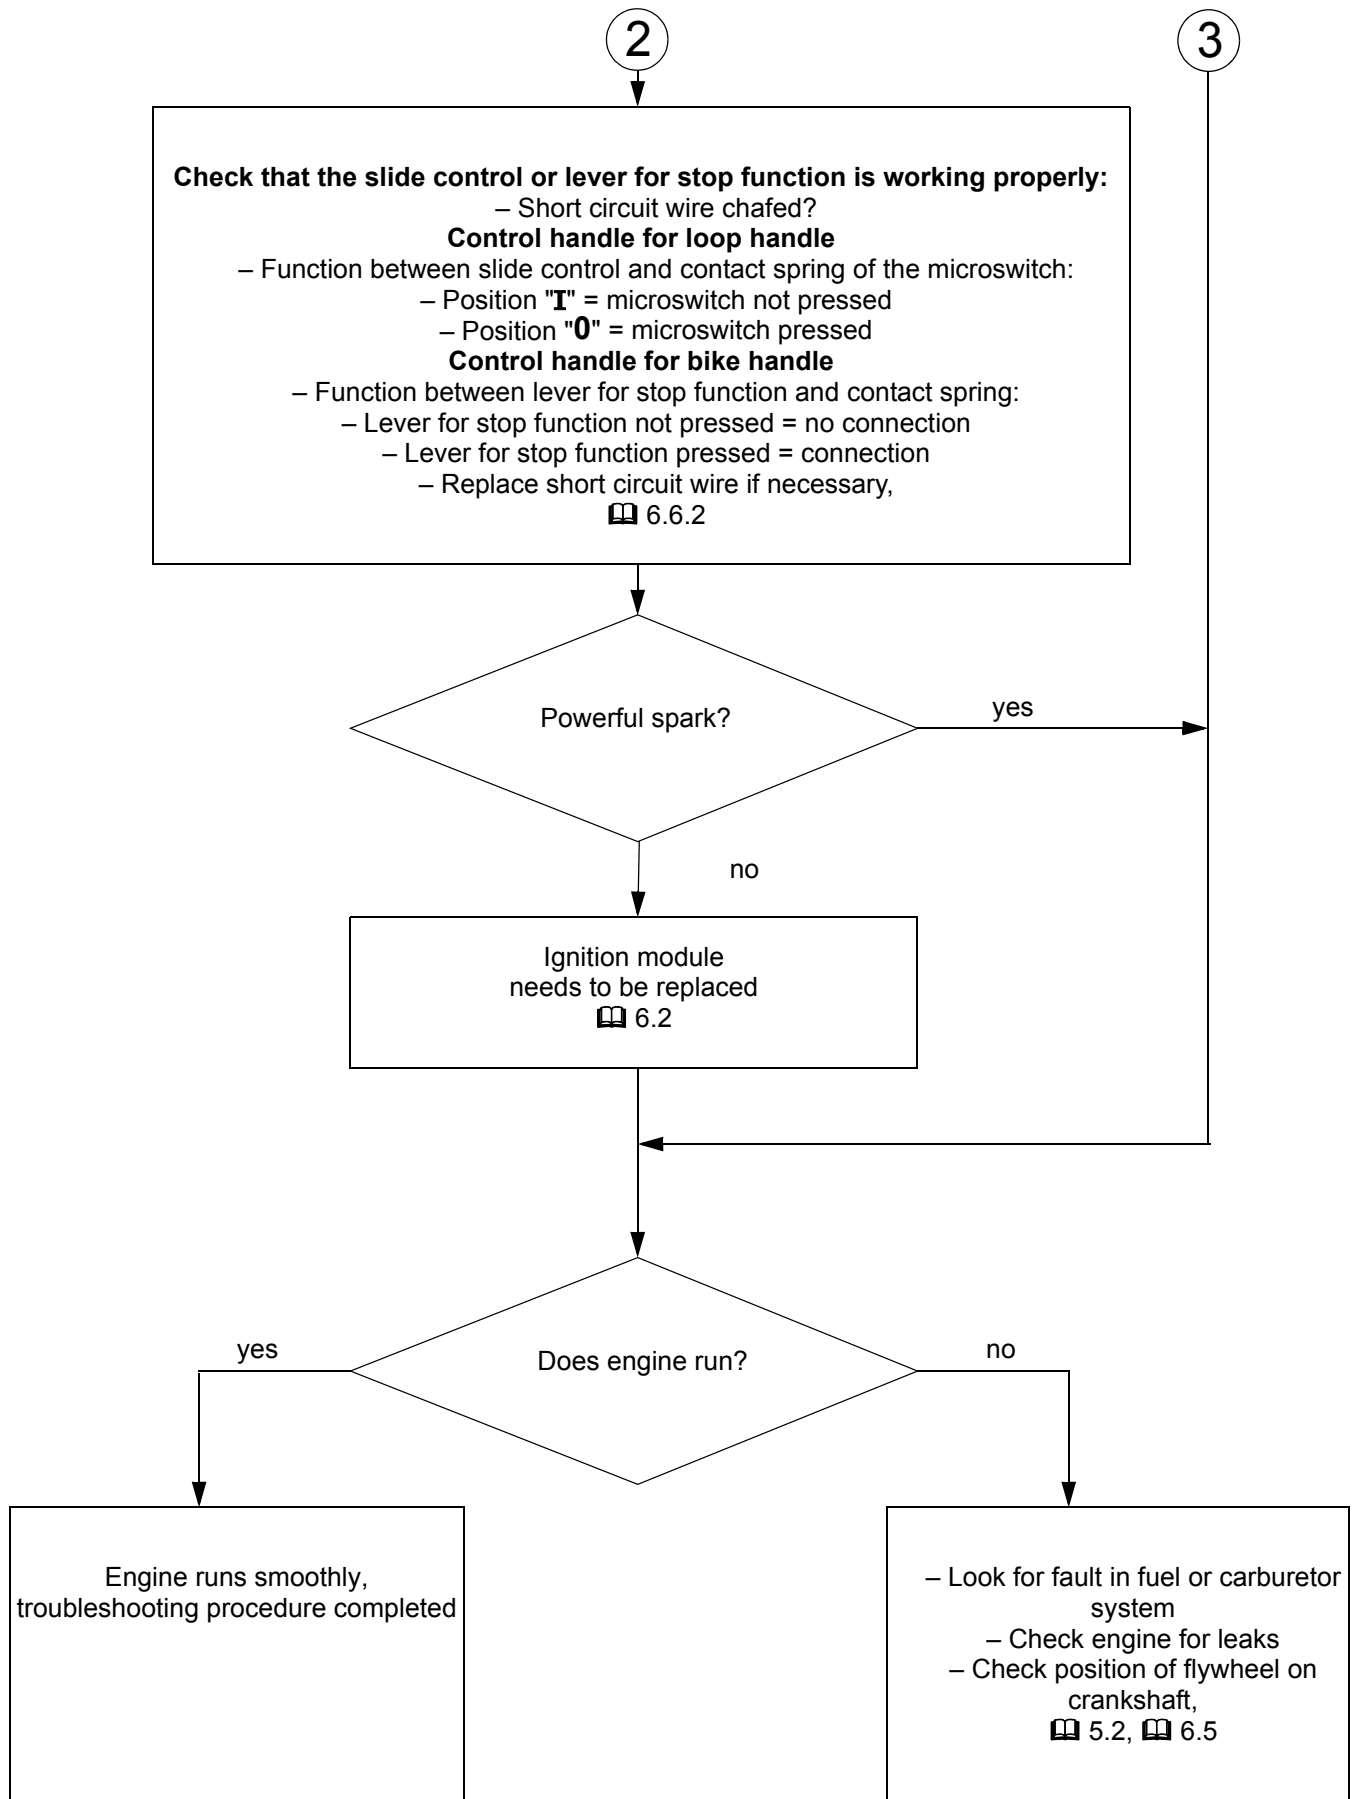 2
3
Check that the slide control or lever for stop function is working properly:
– Short circuit wire chafed?
Control handle for loop handle
– Function between slide control and contact spring of the microswitch:
– Position "I" = microswitch not pressed
– Position "0" = microswitch pressed
Control handle for bike handle
– Function between lever for stop function and contact spring:
– Lever for stop function not pressed = no connection
– Lever for stop function pressed = connection
– Replace short circuit wire if necessary,
6.6.2
Powerful spark?
yes
no
Ignition module
needs to be replaced
6.2
yes
Does engine run?
no
Engine runs smoothly,
troubleshooting procedure completed
– Look for fault in fuel or carburetor
system
– Check engine for leaks
– Check position of flywheel on
crankshaft,
5.2, 6.5